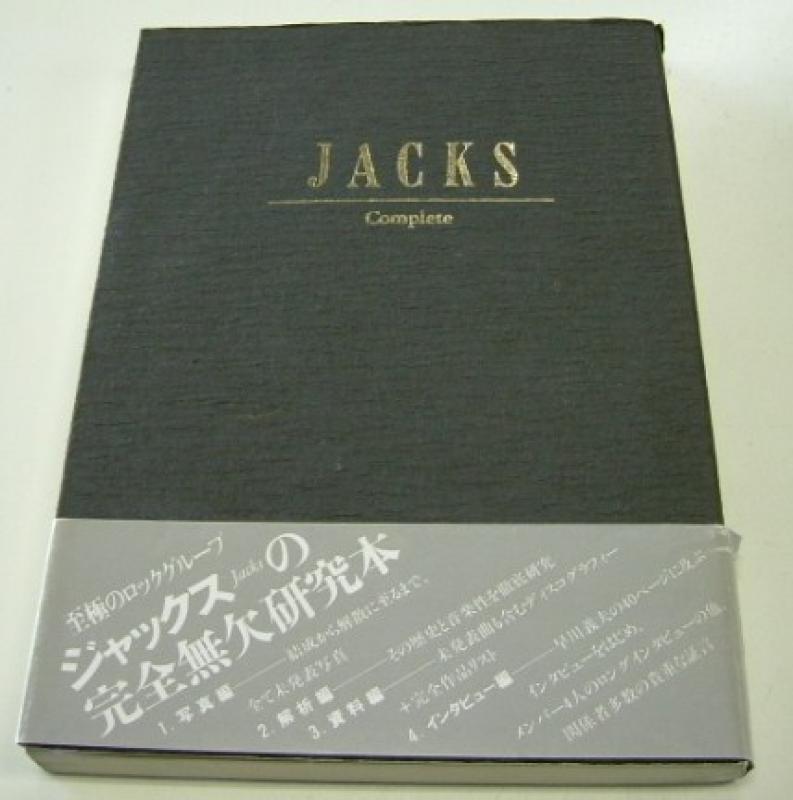 JACKS
Complete
至極のロックグループ
ジャックスJacksの
完全無欠研究本
1. 写真編――結成から解散に至るまで、
全て未発表写真
2. 解析編――その歴史と音楽性を徹底研究
3. 資料編――未発表曲も含むディスコグラフィー
+完全作品リスト
4. インタビュー編――早川義夫の40ページに及ぶ
インタビューをはじめ、
メンバー4人のロングインタビューの他、
関係者多数の貴重な証言